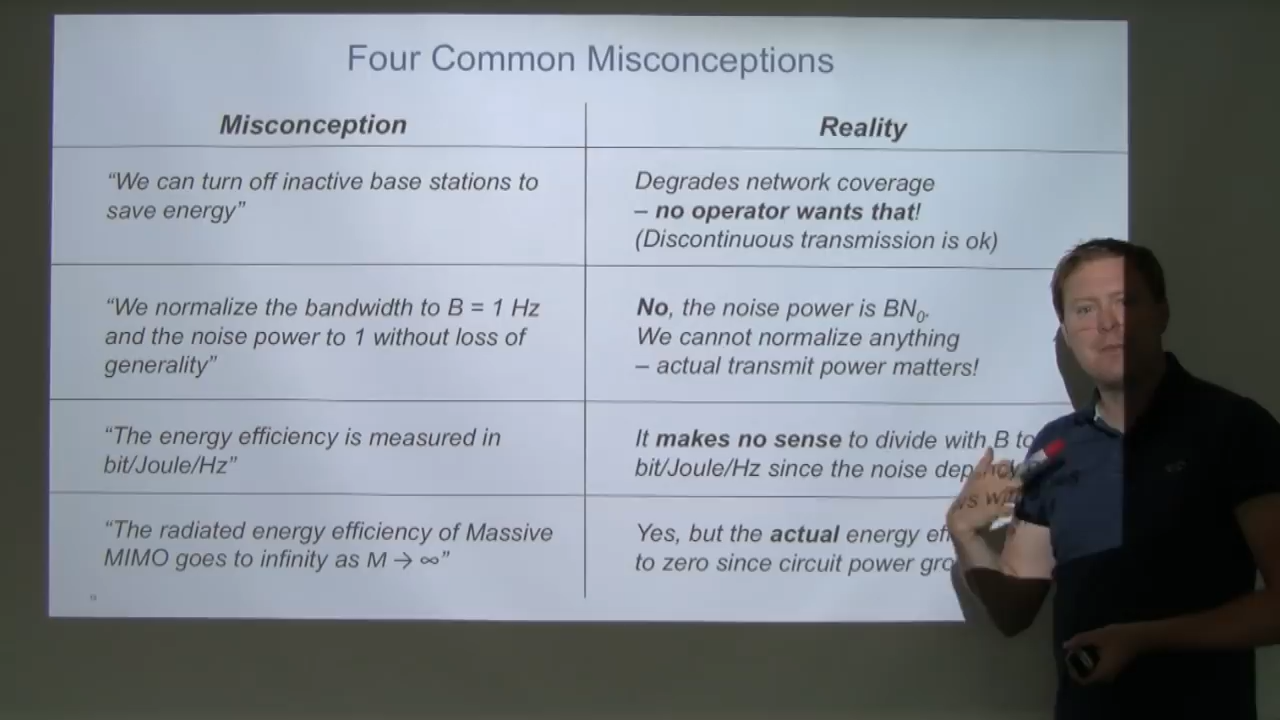 Four Common Misconceptions
Misconception
Reality
“We can turn off inactive base stations to
save energy”
Degrades network coverage
– no operator wants that!
(Discontinuous transmission is ok)
“We normalize the bandwidth to B = 1 Hz
and the noise power to 1 without loss of
generality”
No, the noise power is BN₀.
We cannot normalize anything
– actual transmit power matters!
“The energy efficiency is measured in
bit/Joule/Hz”
It makes no sense to divide with B to
bit/Joule/Hz since the noise
“The radiated energy efficiency of Massive
MIMO goes to infinity as M → ∞”
Yes, but the actual energy
to zero since circuit power
9